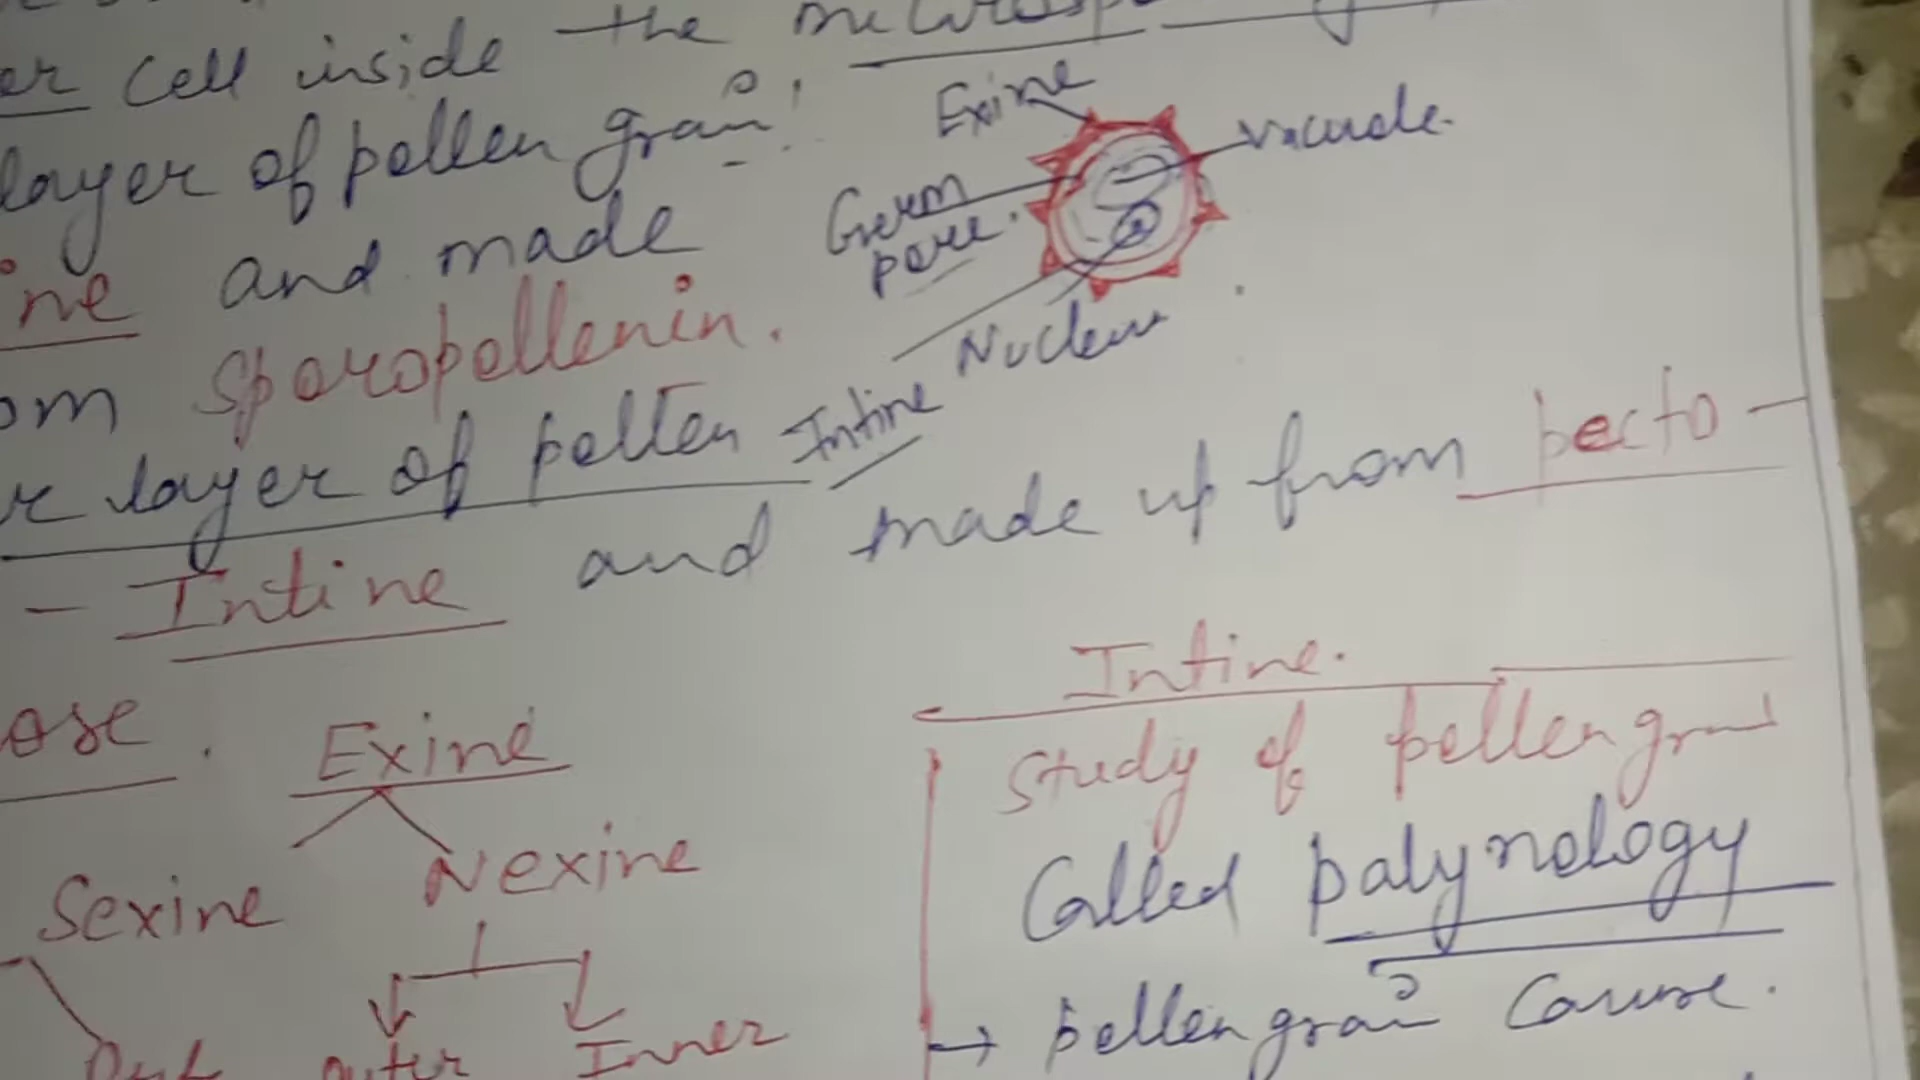 er cell inside the
Exine
Vacuole.
layer of pollen grain!
Germ
pore.
ine and made
om sporopollenin.
Nucleus
r layer of pollen
Intine
- Intine and made up from pecto-
ose.
Exine
Intine.
Study of pollen grain
Sexine
Nexine
Called palynology
Outer
Inner
→ pollen grain cause.